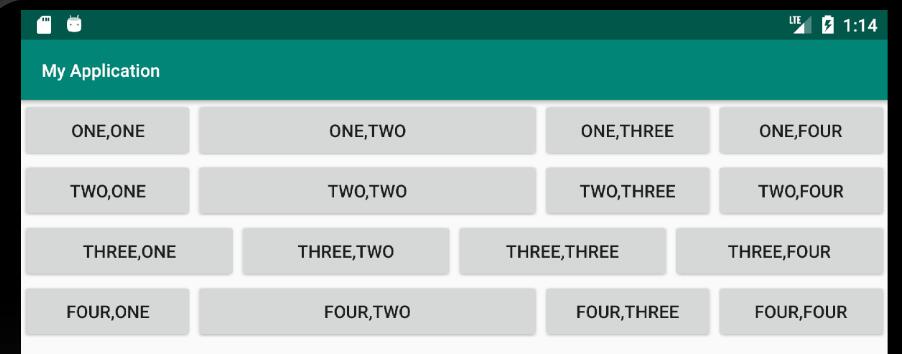 LTE 1:14
My Application
ONE,ONE ONE,TWO ONE,THREE ONE,FOUR
TWO,ONE TWO,TWO TWO,THREE TWO,FOUR
THREE,ONE THREE,TWO THREE,THREE THREE,FOUR
FOUR,ONE FOUR,TWO FOUR,THREE FOUR,FOUR